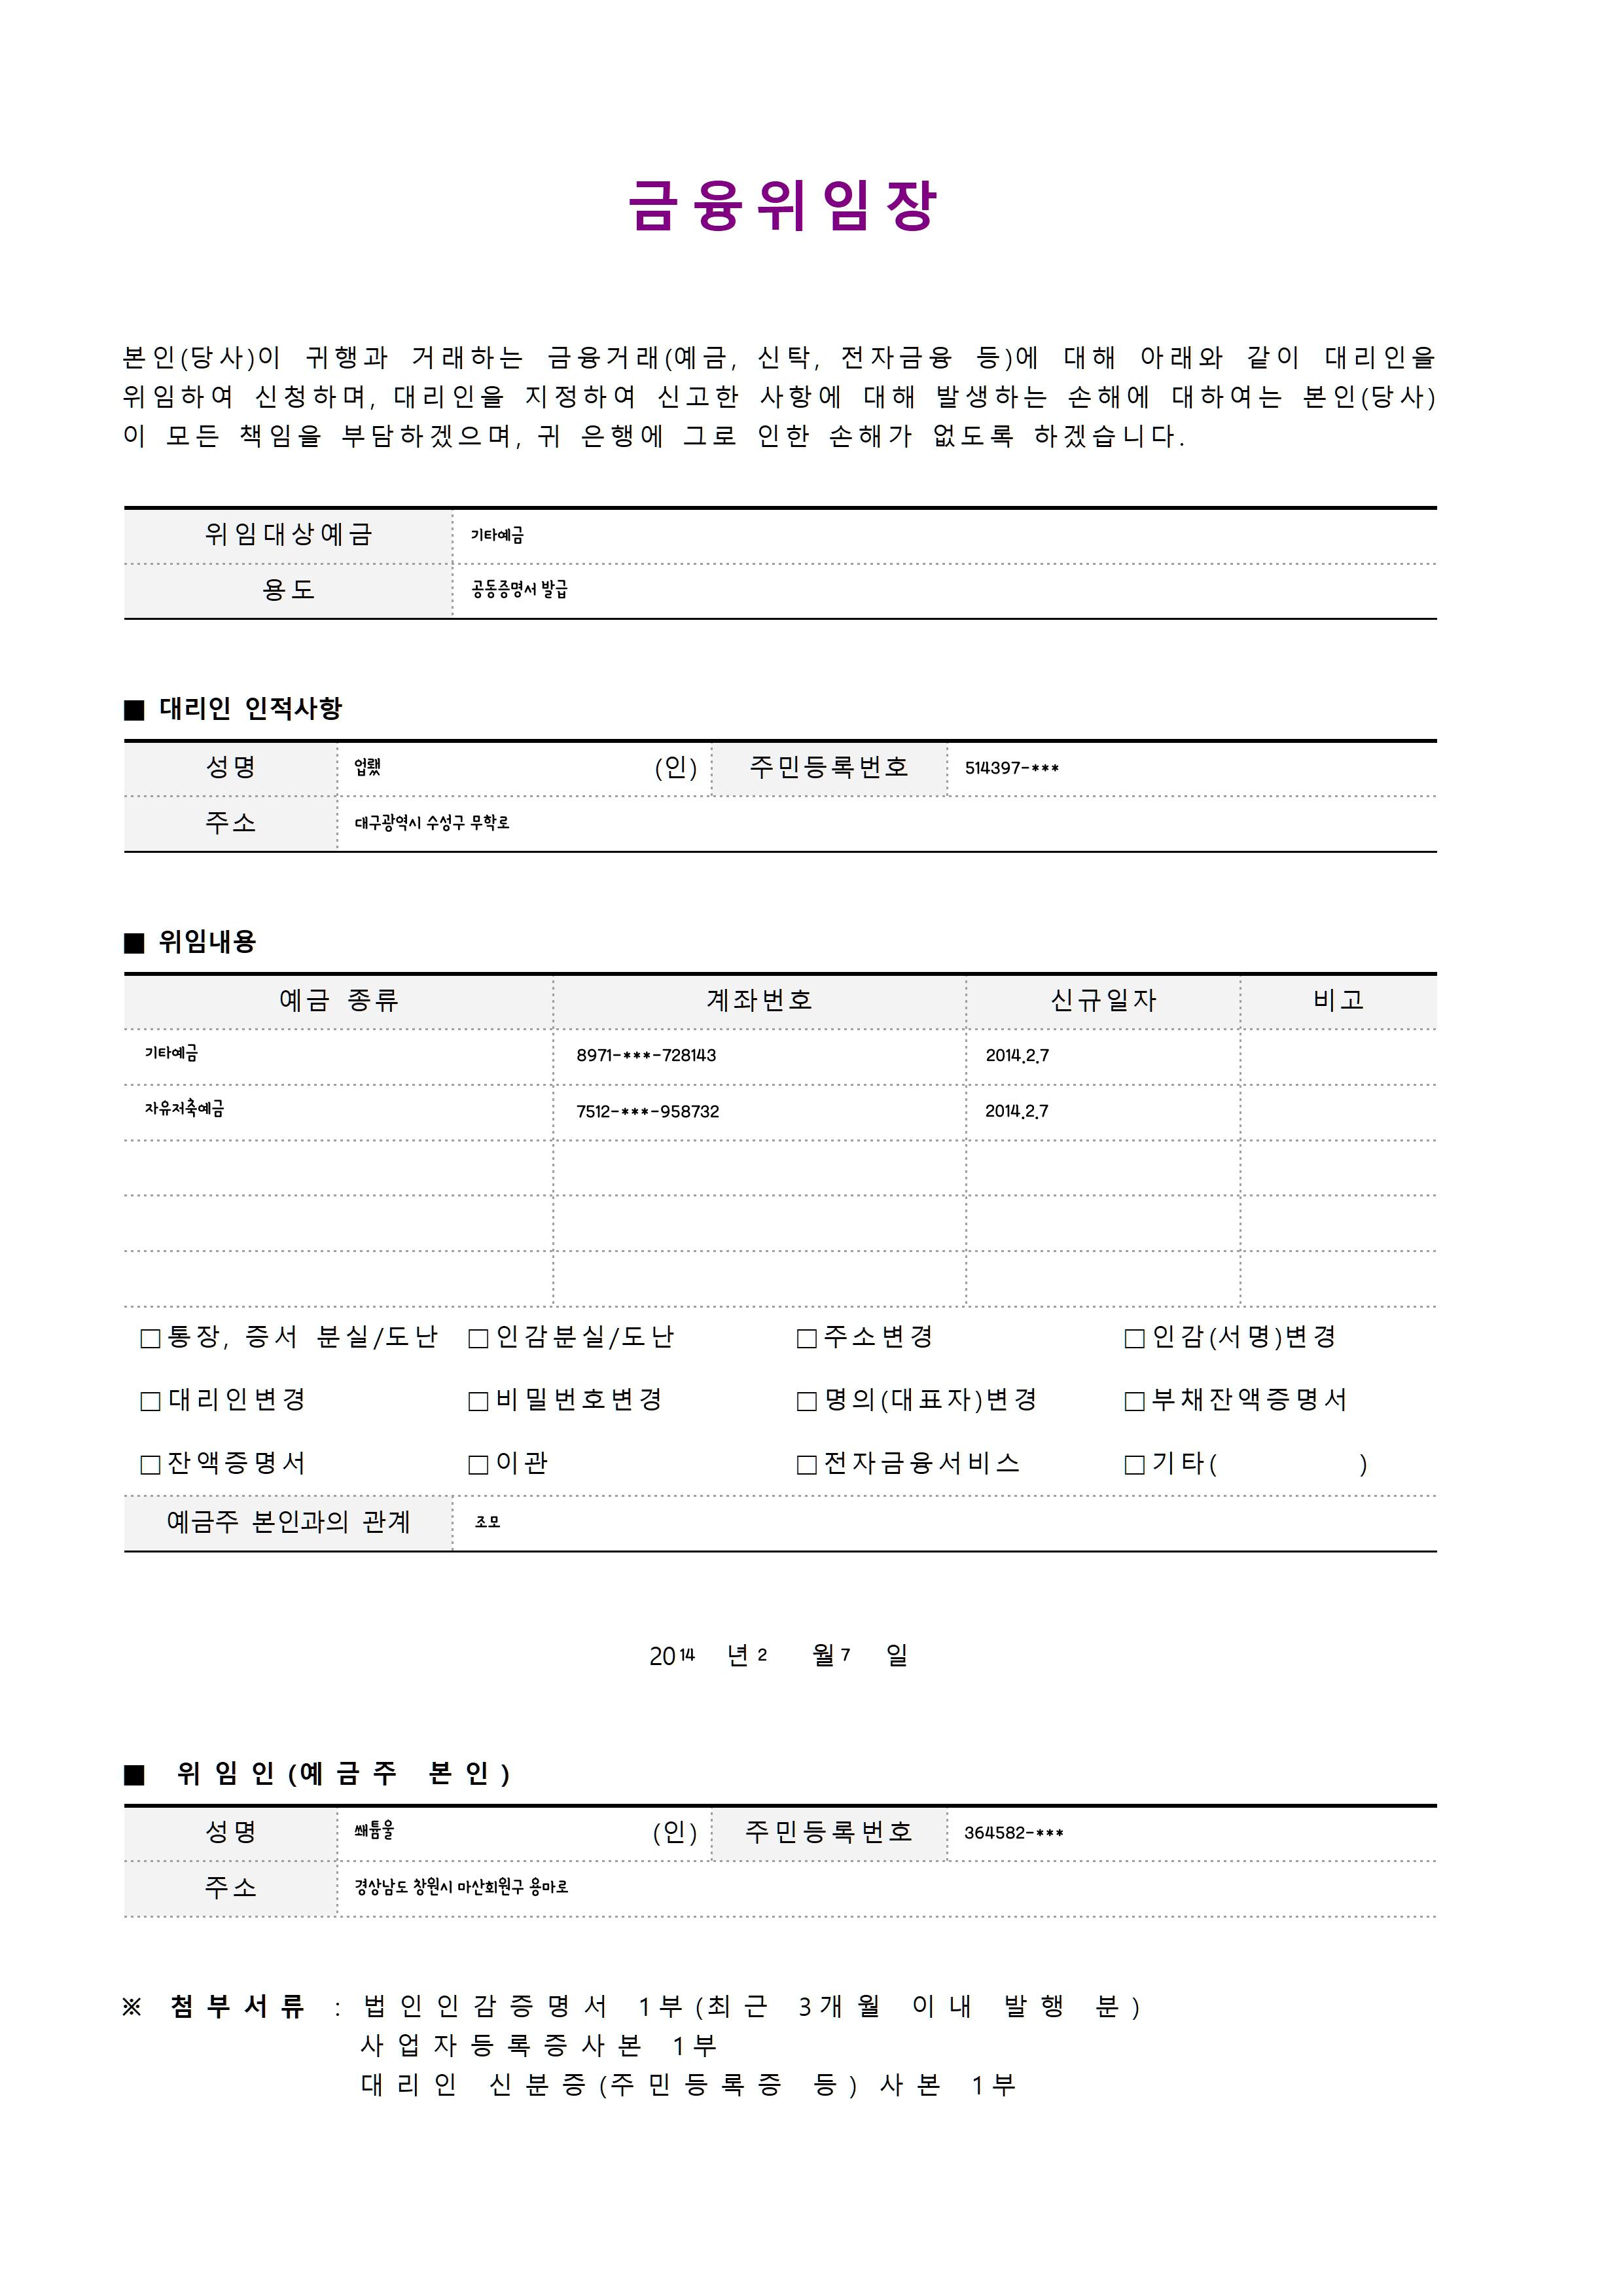 금융위임장
본인(당사)이 귀행과 거래하는 금융거래(예금, 신탁, 전자금융 등)에 대해 아래와 같이 대리인을
위임하여 신청하며, 대리인을 지정하여 신고한 사항에 대해 발생하는 손해에 대하여는 본인(당사)
이 모든 책임을 부담하겠으며, 귀 은행에 그로 인한 손해가 없도록 하겠습니다.
위임대상예금 기타예금
용도 공동증명서 발급
■ 대리인 인적사항
성명 (인) 주민등록번호 514397-***
주소 대구광역시 수성구 무학로
■ 위임내용
예금 종류 계좌번호 신규일자 비고
기타예금 8971-***-728143 2014.2.7
자유저축예금 7512-***-958732 2014.2.7
□통장, 증서 분실/도난 □인감분실/도난 □주소변경 □인감(서명)변경
□대리인변경 □비밀번호변경 □명의(대표자)변경 □부채잔액증명서
□잔액증명서 □이관 □전자금융서비스 □기타( )
예금주 본인과의 관계 조모
2014 년 2 월 7 일
■ 위임인(예금주 본인)
성명 쐐튬울 (인) 주민등록번호 364582-***
주소 경상남도 창원시 마산회원구 용마로
※ 첨부서류 : 법인인감증명서 1부(최근 3개월 이내 발행 분)
사업자등록증사본 1부
대리인 신분증(주민등록증 등) 사본 1부